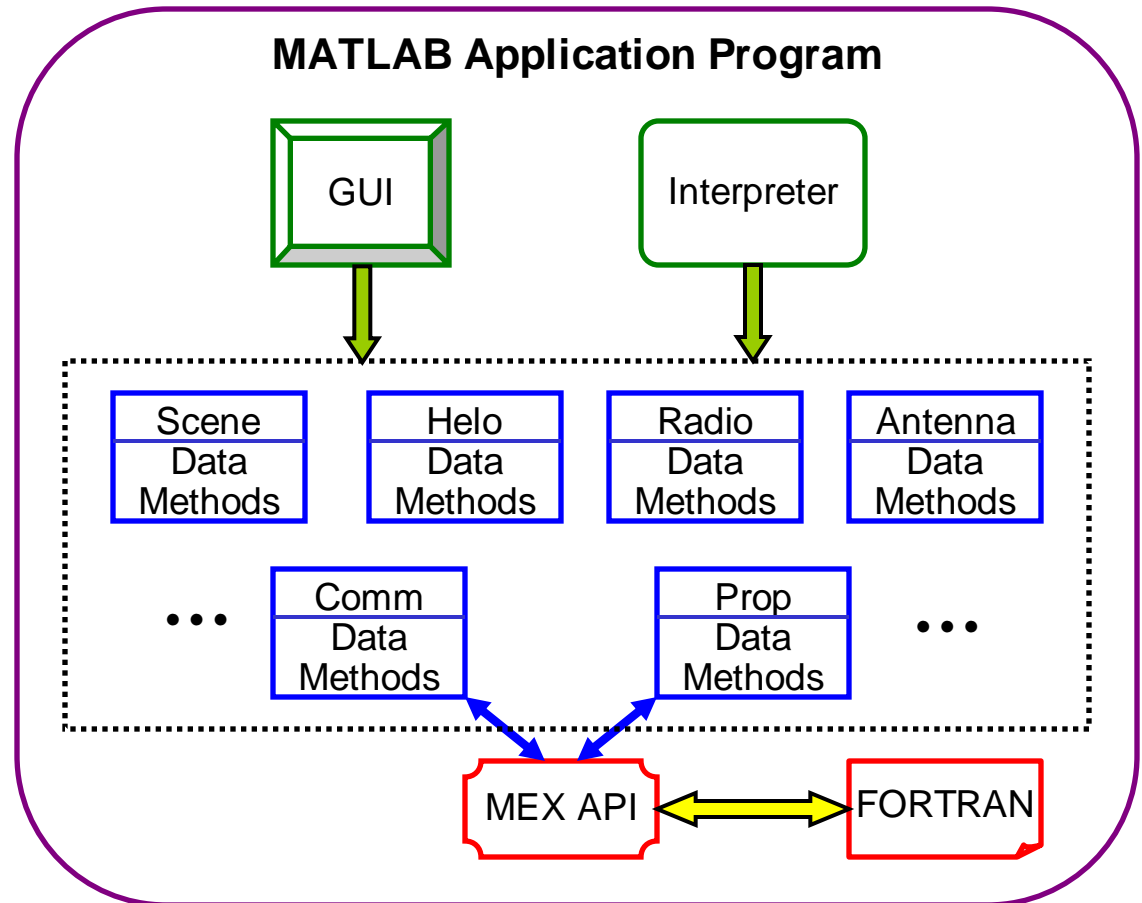 MATLAB Application Program
GUI
Interpreter
Scene
Data
Methods
Helo
Data
Methods
Radio
Data
Methods
Antenna
Data
Methods
...
Comm
Data
Methods
Prop
Data
Methods
...
MEX API
FORTRAN